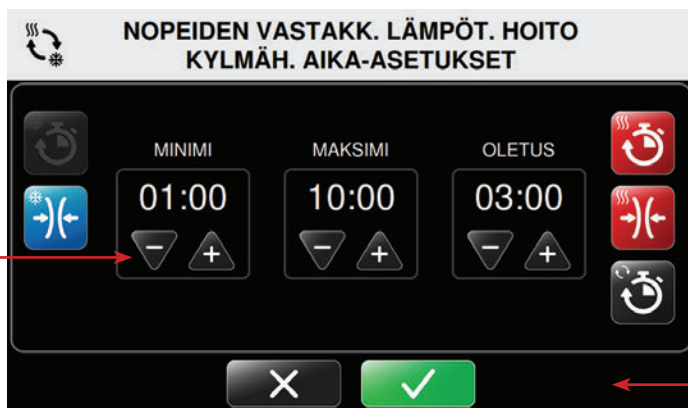 NOPEIDEN VASTAKK. LÄMPÖT. HOITO
KYLMÄH. AIKA-ASETUKSET
MINIMI MAKSIMI OLETUS
01:00 10:00 03:00